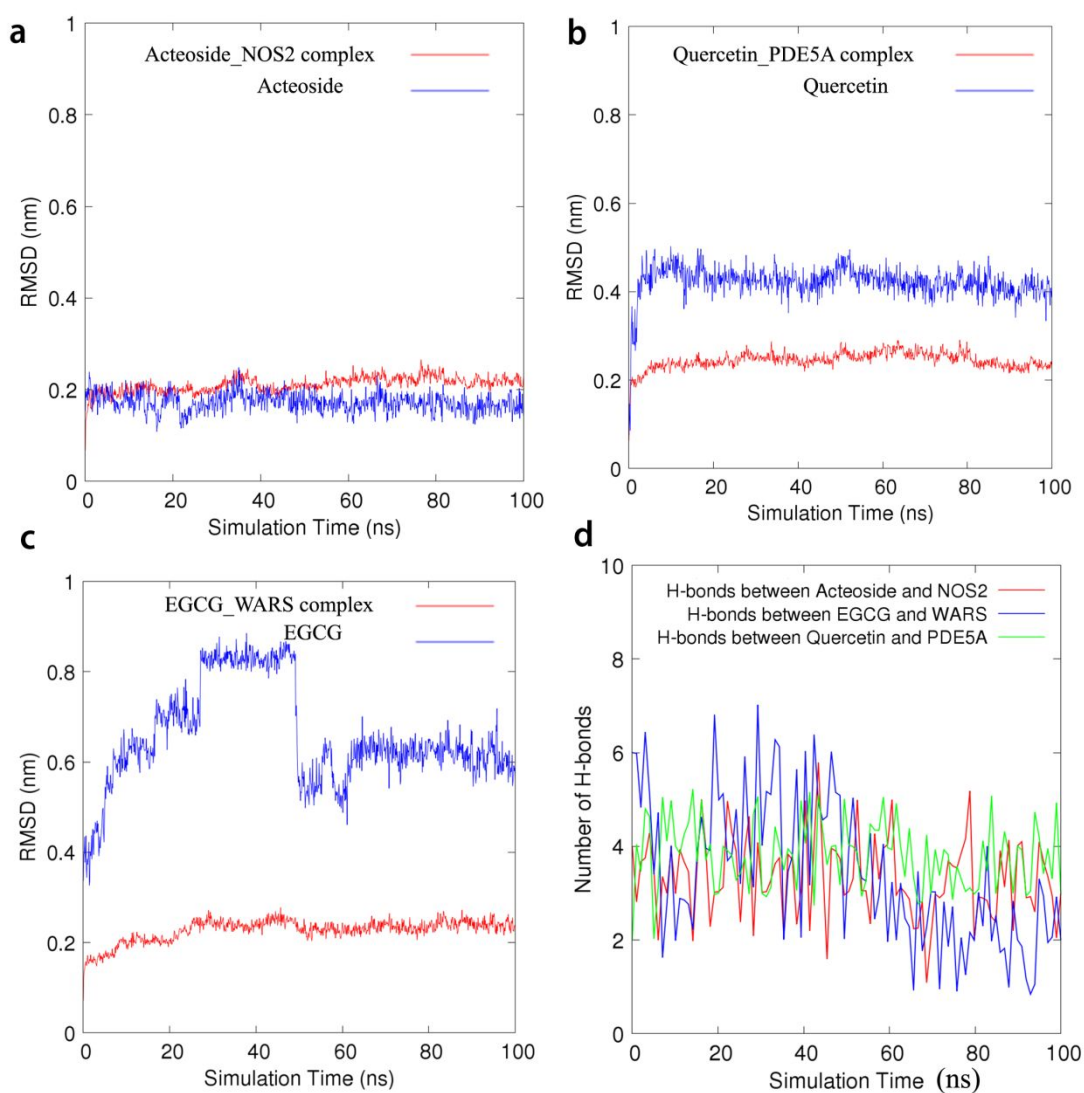 a
Acteoside_NOS2 complex
Acteoside
RMSD (nm)
1
0.8
0.6
0.4
0.2
0
0 20 40 60 80 100
Simulation Time (ns)
b
Quercetin_PDE5A complex
Quercetin
RMSD (nm)
1
0.8
0.6
0.4
0.2
0
0 20 40 60 80 100
Simulation Time (ns)
c
EGCG_WARS complex
EGCG
RMSD (nm)
1
0.8
0.6
0.4
0.2
0
0 20 40 60 80 100
Simulation Time (ns)
d
H-bonds between Acteoside and NOS2
H-bonds between EGCG and WARS
H-bonds between Quercetin and PDE5A
Number of H-bonds
10
8
6
4
2
0
0 20 40 60 80 100
Simulation Time (ns)